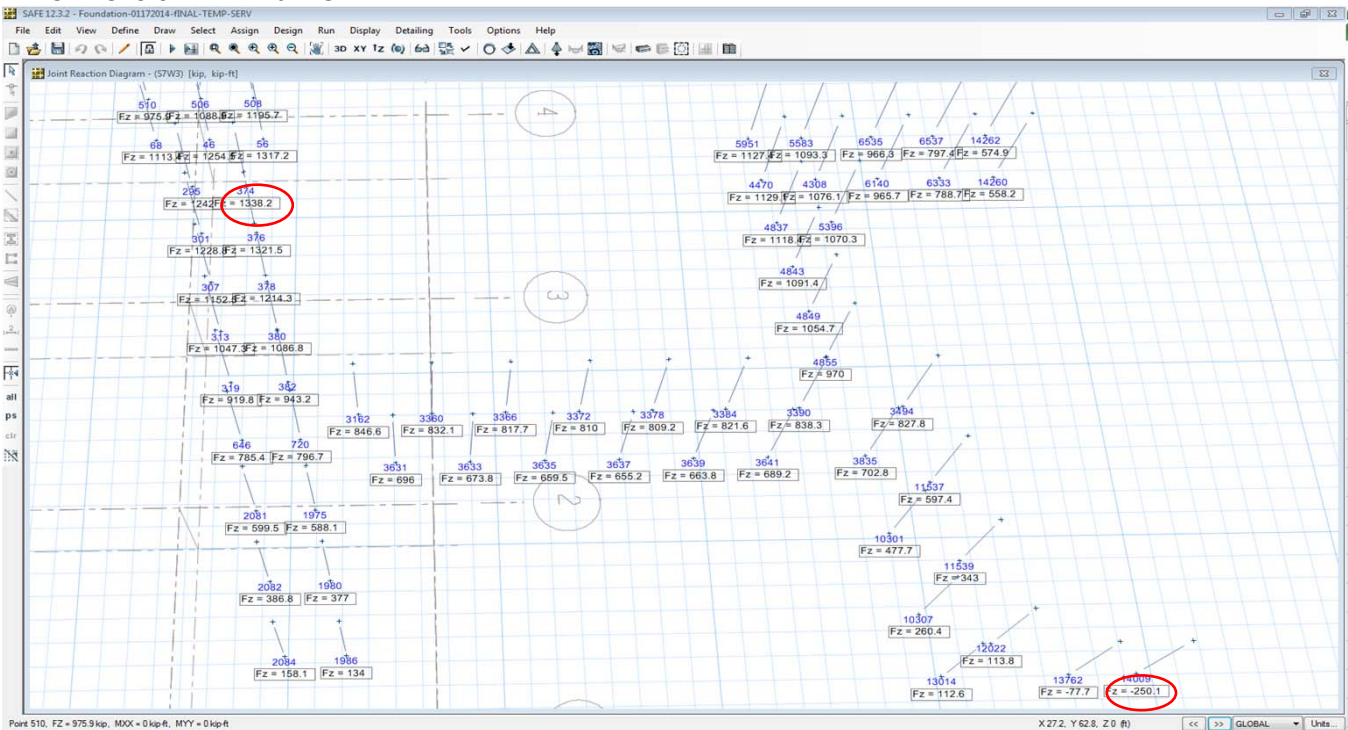 SAFE 12.3.2 - Foundation-01172014-fINAL-TEMP-SERV
File Edit View Define Draw Select Assign Design Run Display Detailing Tools Options Help
3D XY
Joint Reaction Diagram - (S7W3) [kip, kip-ft]
all
ps
clr
510 506 508
Fz = 975.9 Fz = 1088.9 Fz = 1195.7
4
68 46 56
Fz = 1113.4 Fz = 1254.5 Fz = 1317.2
5951 5583 6535 6537 14262
Fz = 1127.4 Fz = 1093.3 Fz = 966.3 Fz = 797.4 Fz = 574.9
295 374
Fz = 1242 Fz = 1338.2
4470 4308 6140 6333 14260
Fz = 1129. Fz = 1076.1 Fz = 965.7 Fz = 788.7 Fz = 558.2
301 376
Fz = 1228.8 Fz = 1321.5
4837 5396
Fz = 1118.4 Fz = 1070.3
4843
Fz = 1091.4
307 378
Fz = 1152.8 Fz = 1214.3
3
4849
Fz = 1054.7
313 380
Fz = 1047.3 Fz = 1086.8
4855
Fz = 970
319 382
Fz = 919.8 Fz = 943.2
3162 3360 3366 3372 3378 3384 3390 3494
Fz = 846.6 Fz = 832.1 Fz = 817.7 Fz = 810 Fz = 809.2 Fz = 821.6 Fz = 838.3 Fz = 827.8
646 720
Fz = 785.4 Fz = 796.7
3631 3633 3635 3637 3639 3641 3835
Fz = 696 Fz = 673.8 Fz = 659.5 Fz = 655.2 Fz = 663.8 Fz = 689.2 Fz = 702.8
11537
Fz = 597.4
2
2081 1975
Fz = 599.5 Fz = 588.1
10301
Fz = 477.7
11539
Fz = 343
2082 1980
Fz = 386.8 Fz = 377
10307
Fz = 260.4
12022
Fz = 113.8
2084 1986
Fz = 158.1 Fz = 134
13014 13762 14009
Fz = 112.6 Fz = -77.7 Fz = -250.1
Point 510, FZ = 975.9 kip, MXX = 0 kip-ft, MYY = 0 kip-ft
X 27.2, Y 62.8, Z 0 (ft) << >> GLOBAL Units...